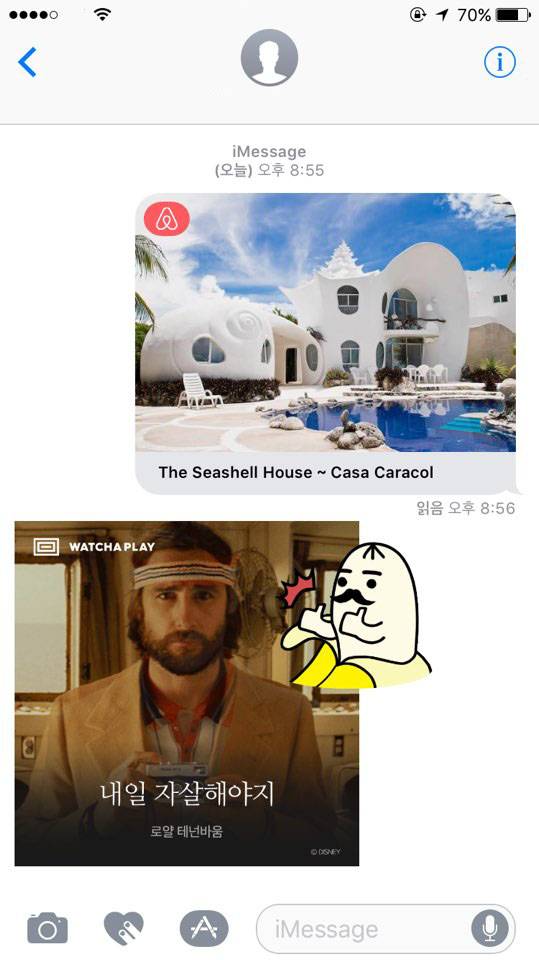 70%
iMessage
(오늘) 오후 8:55
The Seashell House ~ Casa Caracol
읽음 오후 8:56
WATCHA PLAY
내일 자살해야지
로얄 테넌바움
© DISNEY
iMessage